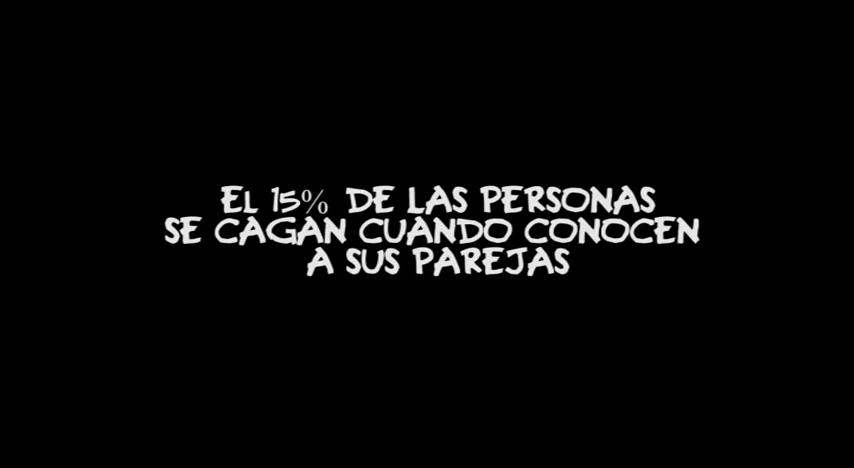 EL 15% DE LAS PERSONAS
SE CAGAN CUANDO CONOCEN
A SUS PAREJAS